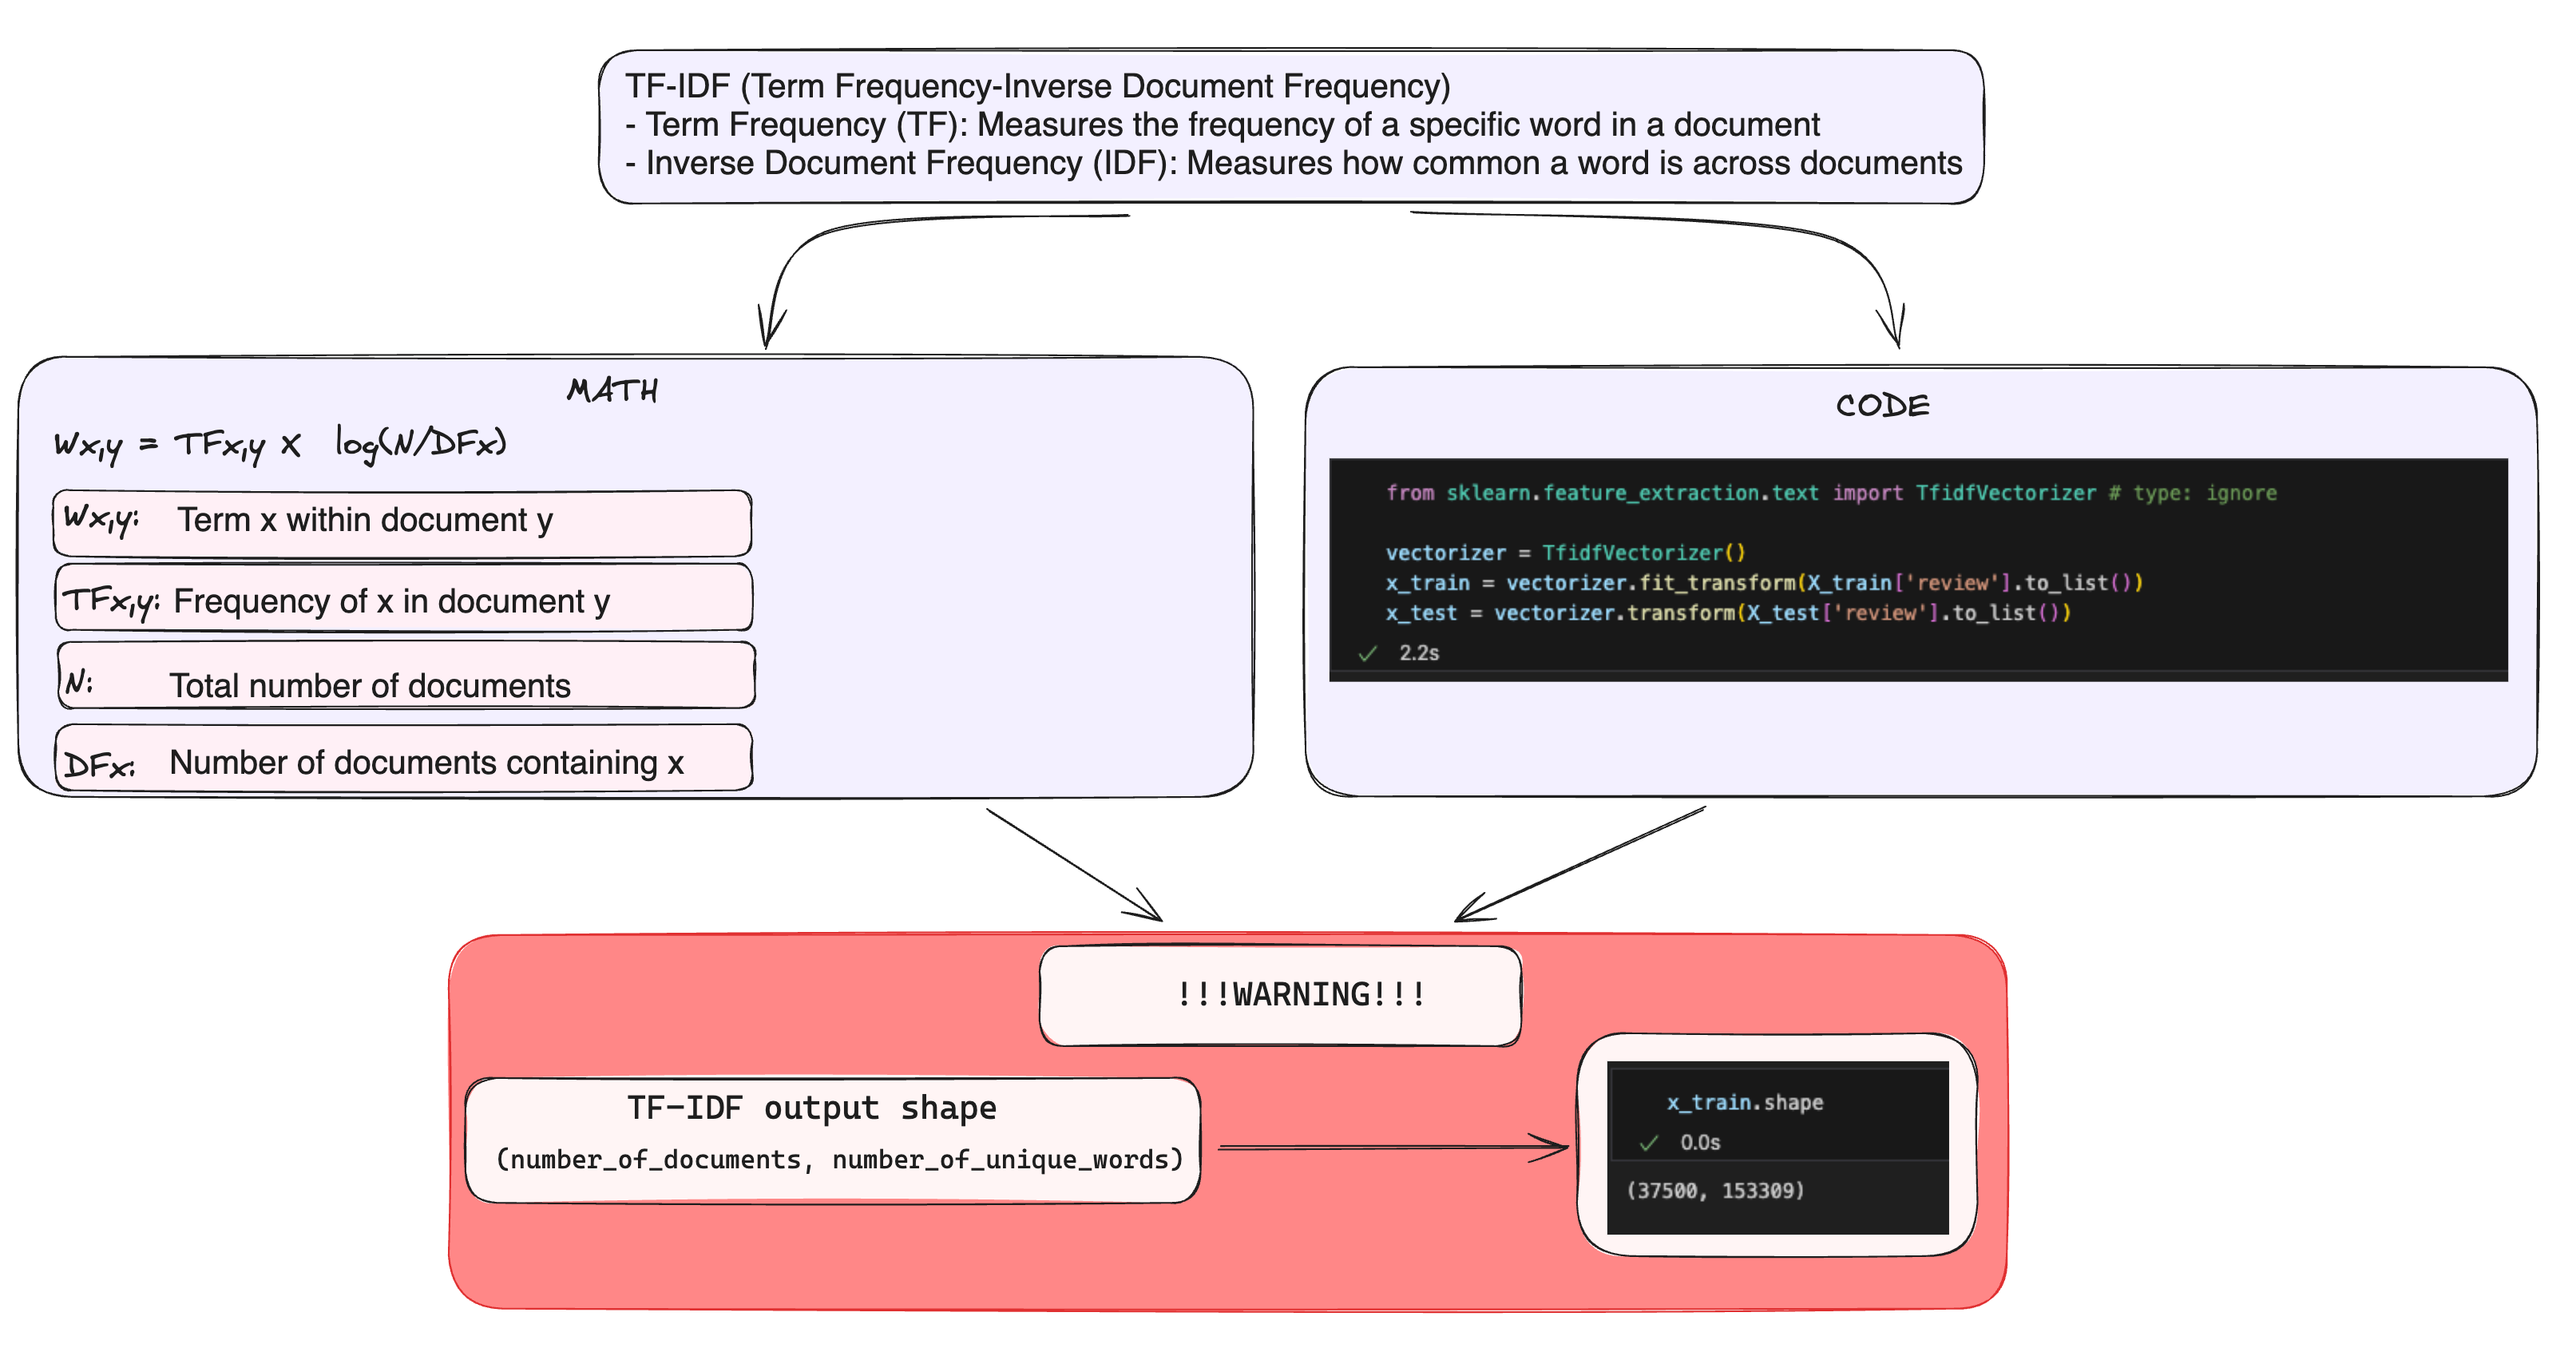 TF-IDF (Term Frequency-Inverse Document Frequency)
- Term Frequency (TF): Measures the frequency of a specific word in a document
- Inverse Document Frequency (IDF): Measures how common a word is across documents
MATH
Wx,y = TFx,y x log(N/DFx)
Wx,y: Term x within document y
TFx,y: Frequency of x in document y
N: Total number of documents
DFx: Number of documents containing x
CODE
from sklearn.feature_extraction.text import TfidfVectorizer # type: ignore
vectorizer = TfidfVectorizer()
x_train = vectorizer.fit_transform(X_train['review'].to_list())
x_test = vectorizer.transform(X_test['review'].to_list())
✓ 2.2s
!!!WARNING!!!
TF-IDF output shape
(number_of_documents, number_of_unique_words)
x_train.shape
✓ 0.0s
(37500, 153309)